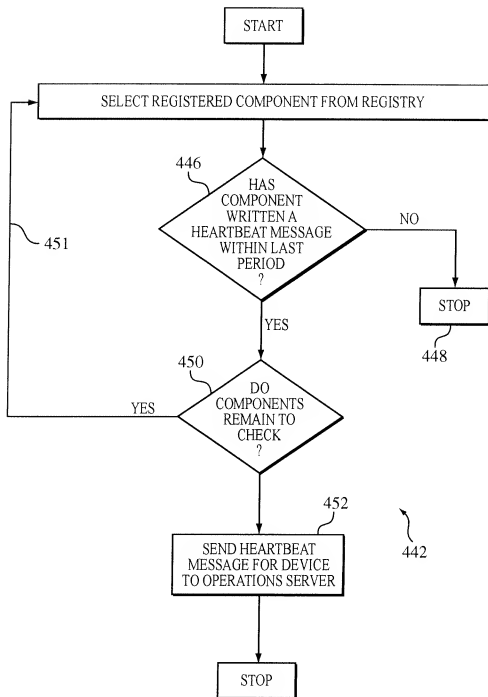 START
SELECT REGISTERED COMPONENT FROM REGISTRY
446
HAS
COMPONENT
WRITTEN A
HEARTBEAT MESSAGE
WITHIN LAST
PERIOD
?
NO
451
STOP
448
YES
450
DO
COMPONENTS
REMAIN TO
CHECK
?
YES
452
SEND HEARTBEAT
MESSAGE FOR DEVICE
TO OPERATIONS SERVER
442
STOP